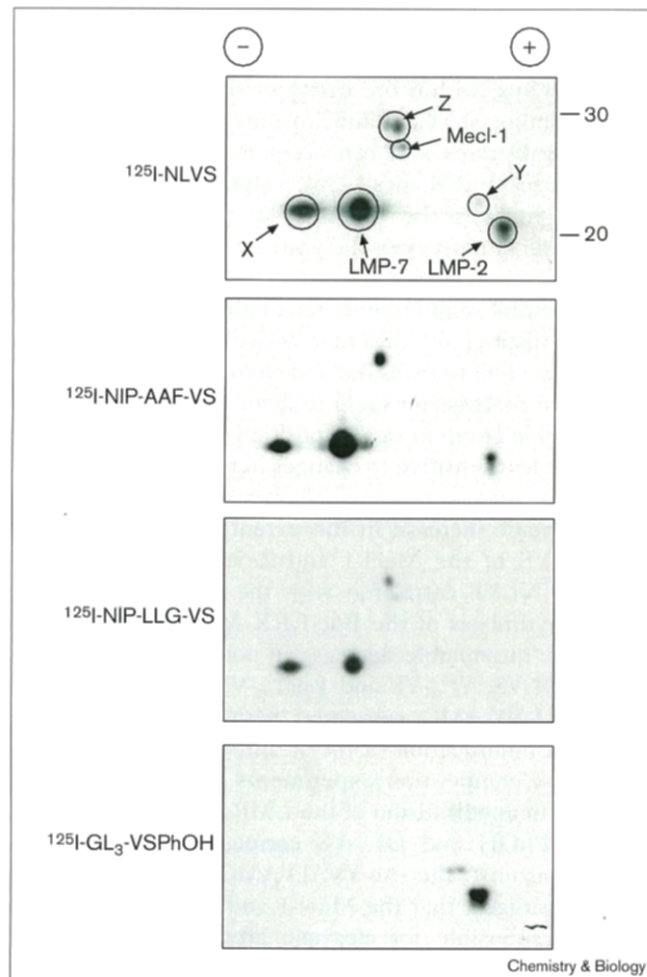 − +
Z
30
Mecl-1
¹²⁵I-NLVS
Y
20
X
LMP-7
LMP-2
¹²⁵I-NIP-AAF-VS
¹²⁵I-NIP-LLG-VS
¹²⁵I-GL₃-VSPhOH
Chemistry & Biology